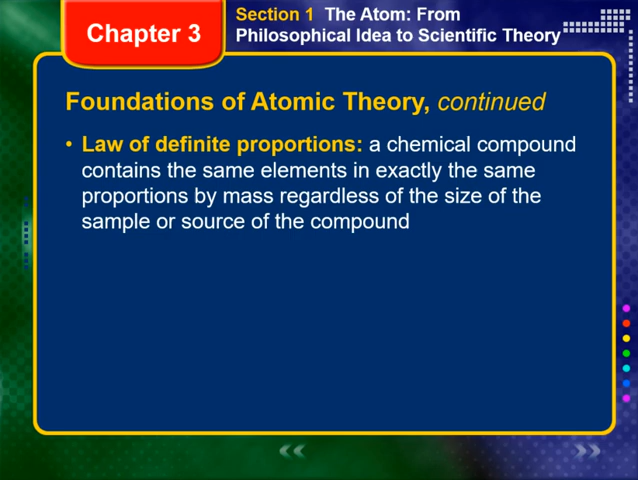 Chapter 3
Section 1 The Atom: From
Philosophical Idea to Scientific Theory
Foundations of Atomic Theory, continued
• Law of definite proportions: a chemical compound
contains the same elements in exactly the same
proportions by mass regardless of the size of the
sample or source of the compound